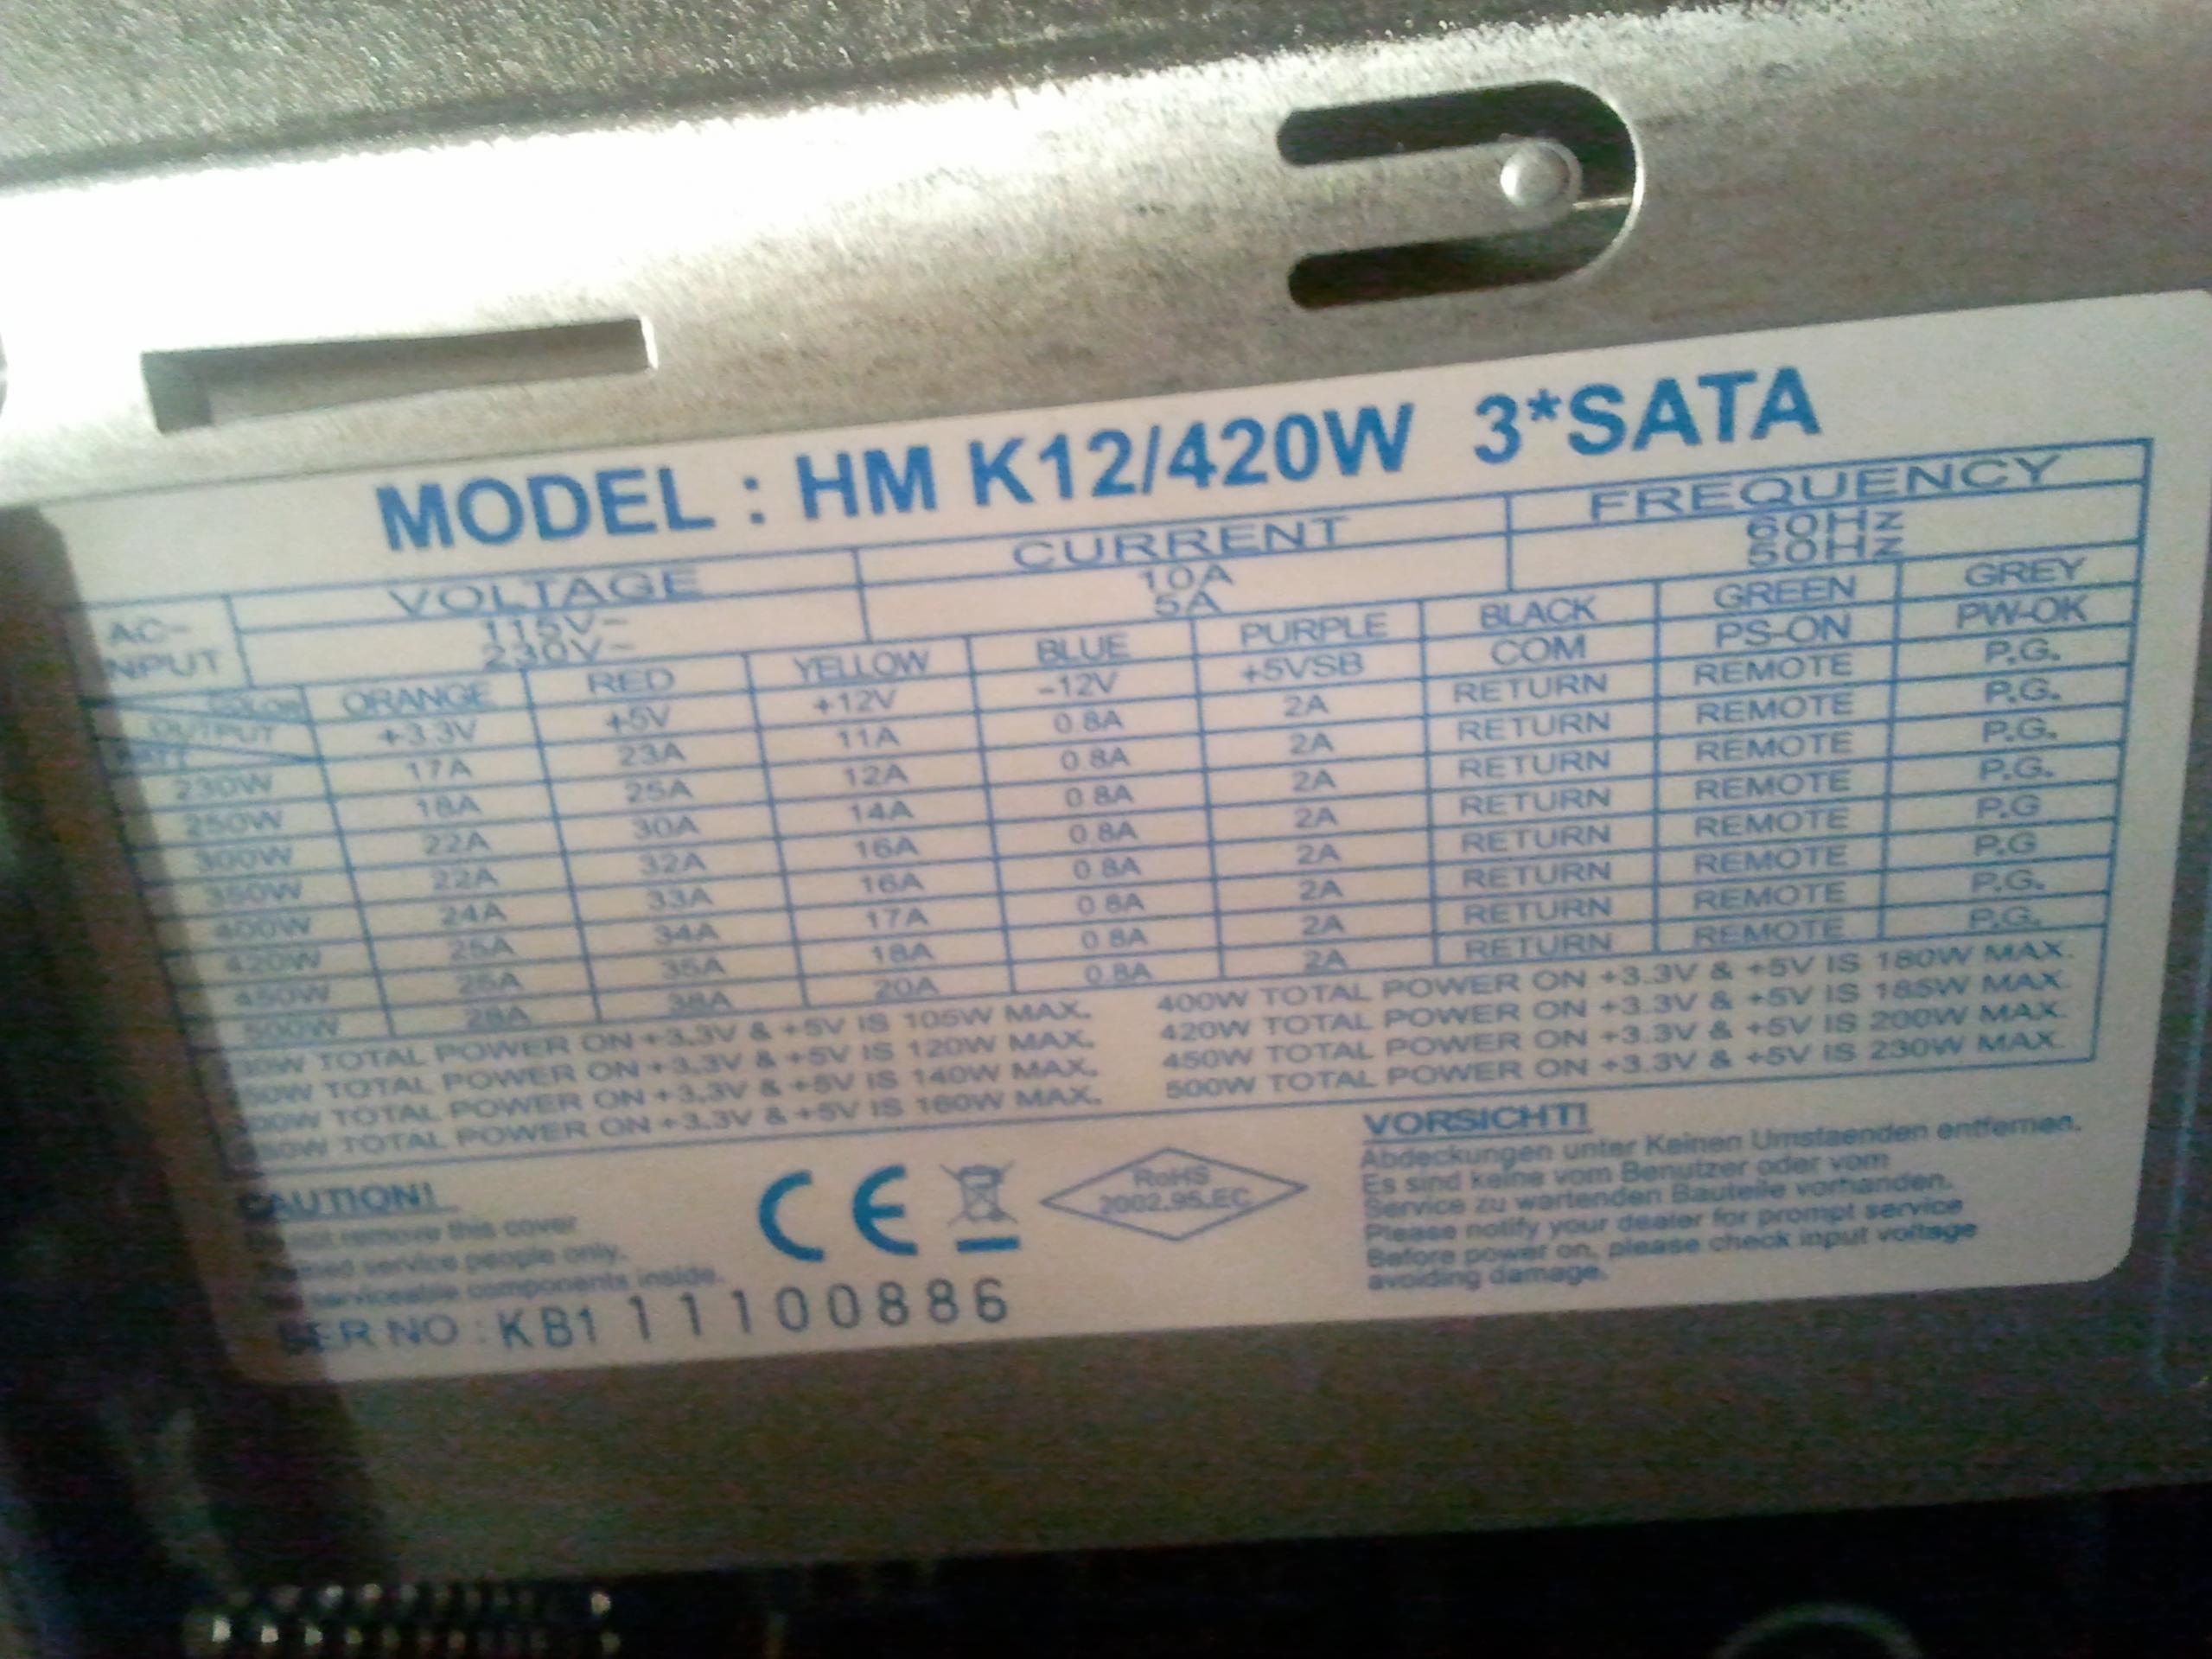 MODEL : HM K12/420W 3*SATA
VOLTAGE CURRENT FREQUENCY
AC- 115V~ 10A 60Hz
INPUT 230V~ 5A 50Hz
COLOR ORANGE RED YELLOW BLUE PURPLE BLACK GREEN GREY
OUTPUT +3.3V +5V +12V -12V +5VSB COM PS-ON PW-OK
230W 17A 23A 11A 0.8A 2A RETURN REMOTE P.G.
250W 18A 25A 12A 0.8A 2A RETURN REMOTE P.G.
300W 22A 30A 14A 0.8A 2A RETURN REMOTE P.G.
350W 22A 32A 16A 0.8A 2A RETURN REMOTE P.G.
400W 24A 33A 16A 0.8A 2A RETURN REMOTE P.G
420W 25A 34A 17A 0.8A 2A RETURN REMOTE P.G
450W 25A 35A 18A 0.8A 2A RETURN REMOTE P.G.
500W 28A 38A 20A 0.8A 2A RETURN REMOTE P.G.
TOTAL POWER ON +3.3V & +5V IS 105W MAX.
TOTAL POWER ON +3.3V & +5V IS 120W MAX.
TOTAL POWER ON +3.3V & +5V IS 140W MAX.
TOTAL POWER ON +3.3V & +5V IS 160W MAX.
400W TOTAL POWER ON +3.3V & +5V IS 180W MAX.
420W TOTAL POWER ON +3.3V & +5V IS 185W MAX.
450W TOTAL POWER ON +3.3V & +5V IS 200W MAX.
500W TOTAL POWER ON +3.3V & +5V IS 230W MAX.
CAUTION!
not remove this cover
service people only.
serviceable components inside.
SER NO : KB1 11100886
CE
RoHS
2002.95.EC
VORSICHT!
Abdeckungen unter Keinen Umstaenden entfernen.
Es sind keine vom Benutzer oder vom
Service zu wartenden Bauteile vorhanden.
Please notify your dealer for prompt service
Before power on, please check input voltage
avoiding damage.